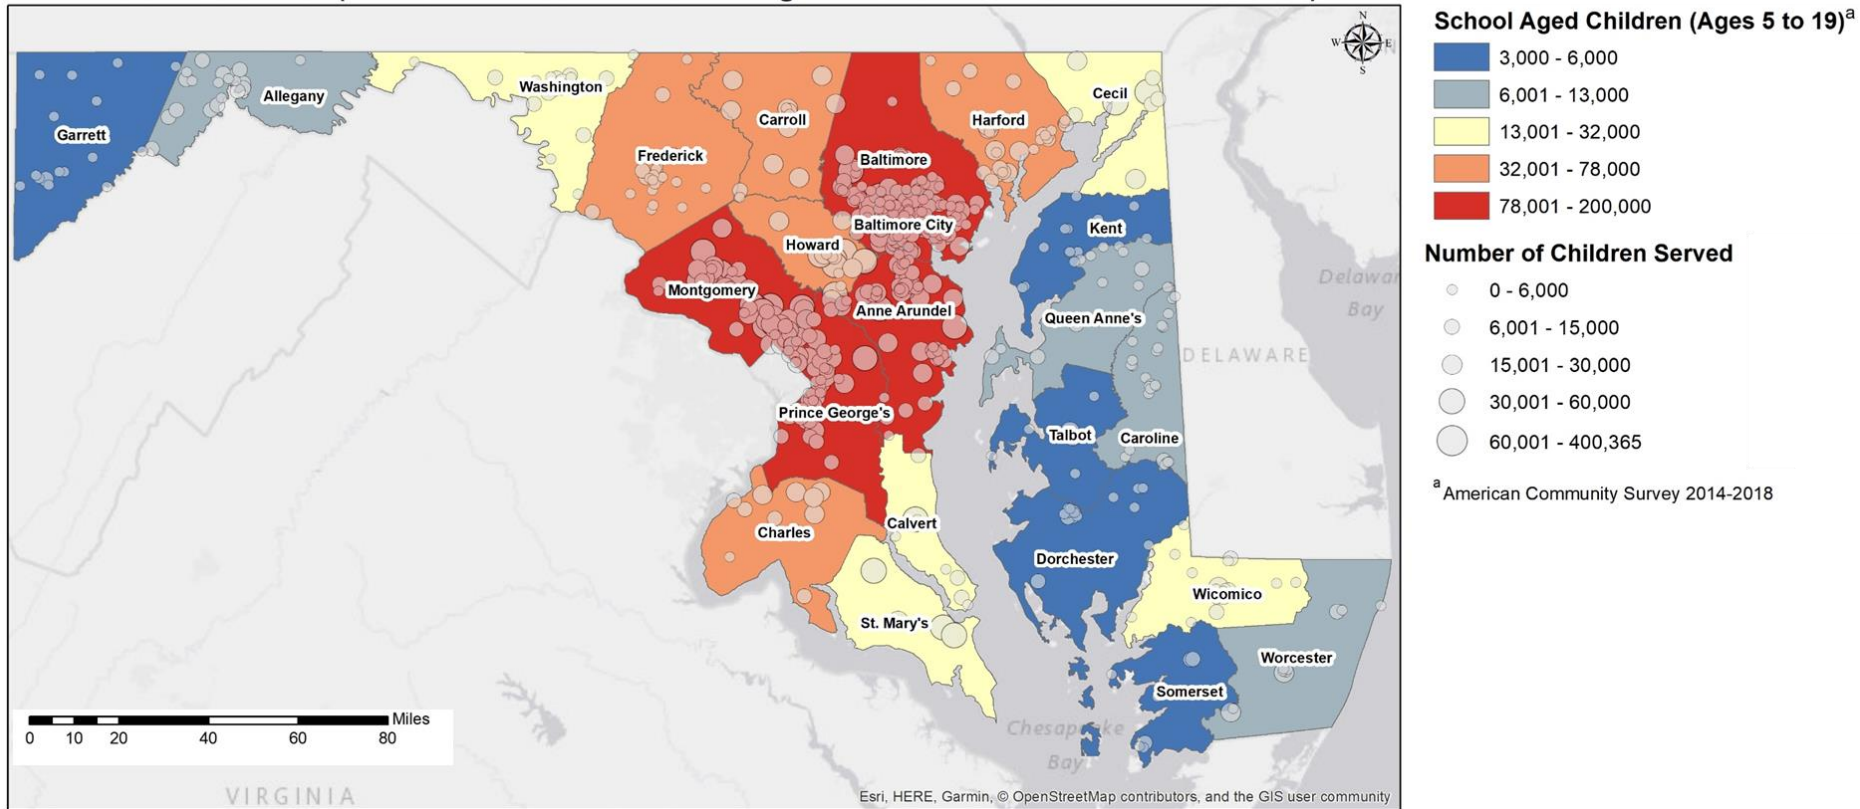 N
W E
S
Garrett
Allegany
Washington
Frederick
Carroll
Baltimore
Harford
Cecil
Baltimore City
Kent
Howard
Montgomery
Anne Arundel
Queen Anne's
Prince George's
Talbot
Caroline
Charles
Calvert
Dorchester
St. Mary's
Wicomico
Worcester
Somerset
Delawar
Bay
DELAWARE
Chesapeake
Bay
VIRGINIA
Miles
0 10 20 40 60 80
Esri, HERE, Garmin, © OpenStreetMap contributors, and the GIS user community
School Aged Children (Ages 5 to 19)a
3,000 - 6,000
6,001 - 13,000
13,001 - 32,000
32,001 - 78,000
78,001 - 200,000
Number of Children Served
0 - 6,000
6,001 - 15,000
15,001 - 30,000
30,001 - 60,000
60,001 - 400,365
a American Community Survey 2014-2018